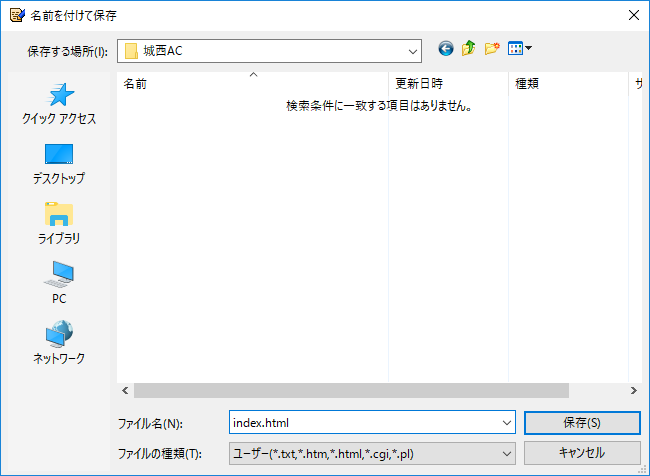 名前を付けて保存
保存する場所(I):
城西AC
名前
更新日時
種類
サ
検索条件に一致する項目はありません。
クイック アクセス
デスクトップ
ライブラリ
PC
ネットワーク
ファイル名(N):
index.html
保存(S)
ファイルの種類(T):
ユーザー(*.txt,*.htm,*.html,*.cgi,*.pl)
キャンセル